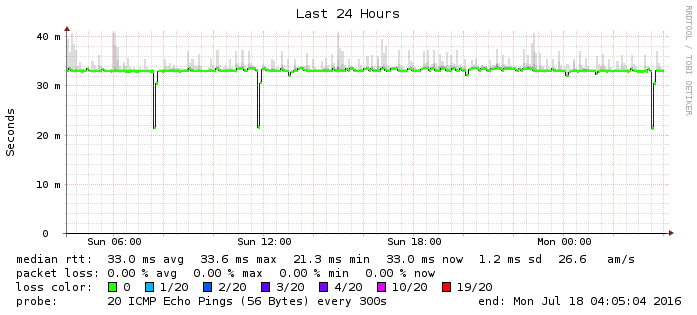 Last 24 Hours
RRDTOOL / TOBI OETIKER
Seconds
40 m
30 m
20 m
10 m
0
Sun 06:00 Sun 12:00 Sun 18:00 Mon 00:00
median rtt: 33.0 ms avg 33.6 ms max 21.3 ms min 33.0 ms now 1.2 ms sd 26.6 am/s
packet loss: 0.00 % avg 0.00 % max 0.00 % min 0.00 % now
loss color: 0 1/20 2/20 3/20 4/20 10/20 19/20
probe: 20 ICMP Echo Pings (56 Bytes) every 300s end: Mon Jul 18 04:05:04 2016